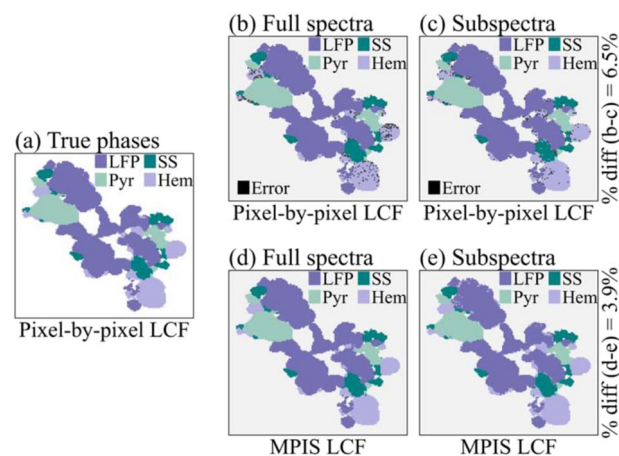 (a) True phases
LFP SS
Pyr Hem
Pixel-by-pixel LCF
(b) Full spectra
LFP SS
Pyr Hem
Error
Pixel-by-pixel LCF
(c) Subspectra
LFP SS
Pyr Hem
Error
Pixel-by-pixel LCF
% diff (b-c) = 6.5%
(d) Full spectra
LFP SS
Pyr Hem
MPIS LCF
(e) Subspectra
LFP SS
Pyr Hem
MPIS LCF
% diff (d-e) = 3.9%